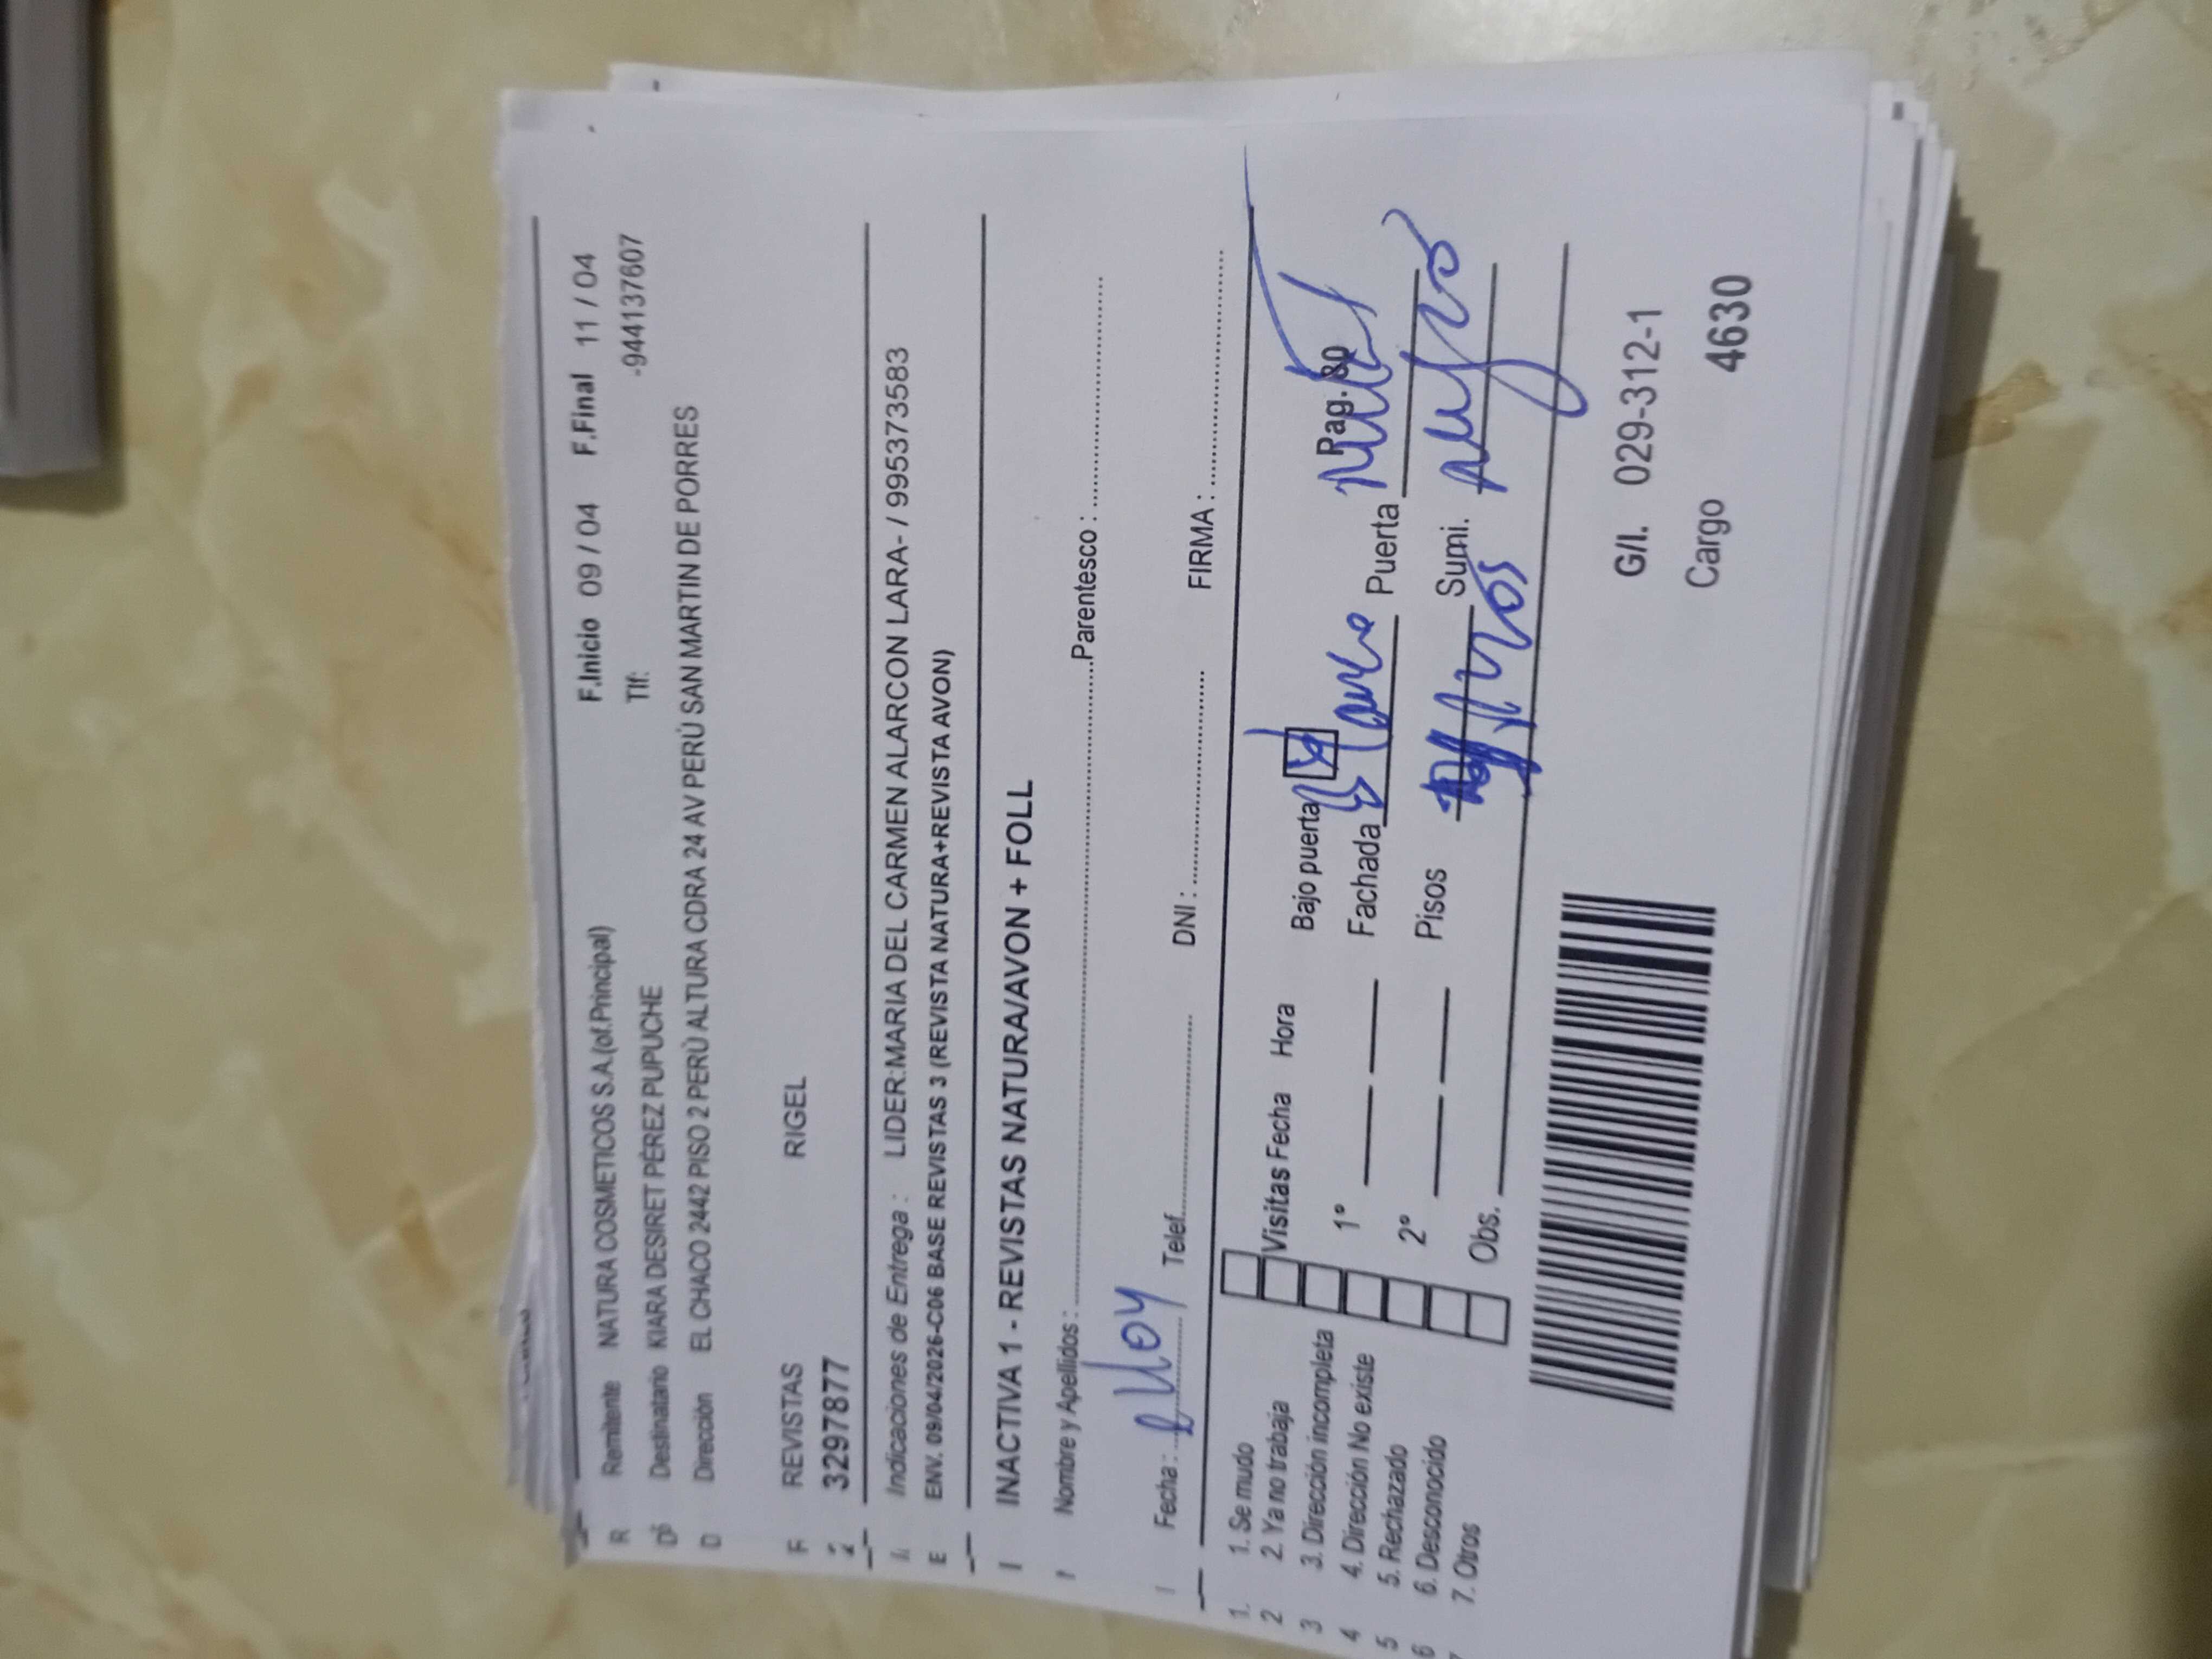 F.Inicio 09 / 04 F.Final 11 / 04
Remitente NATURA COSMETICOS S.A.(of.Principal) Tlf: -944137607
Destinatario KIARA DESIRET PÉREZ PUPUCHE
Dirección EL CHACO 2442 PISO 2 PERÙ ALTURA CDRA 24 AV PERÚ SAN MARTIN DE PORRES
REVISTAS RIGEL
3297877
Indicaciones de Entrega : LIDER:MARIA DEL CARMEN ALARCON LARA- / 995373583
ENV. 09/04/2026-C06 BASE REVISTAS 3 (REVISTA NATURA+REVISTA AVON)
INACTIVA 1 - REVISTAS NATURA/AVON + FOLL
Nombre y Apellidos : Parentesco :
Fecha : Telef. DNI : FIRMA :
1. Se mudo
2. Ya no trabaja Visitas Fecha Hora Bajo puerta Pag. 80
3. Dirección incompleta 1° Fachada Puerta
4. Dirección No existe
5. Rechazado 2° Pisos Sumi.
6. Desconocido
7. Otros Obs.
G/I. 029-312-1
Cargo 4630